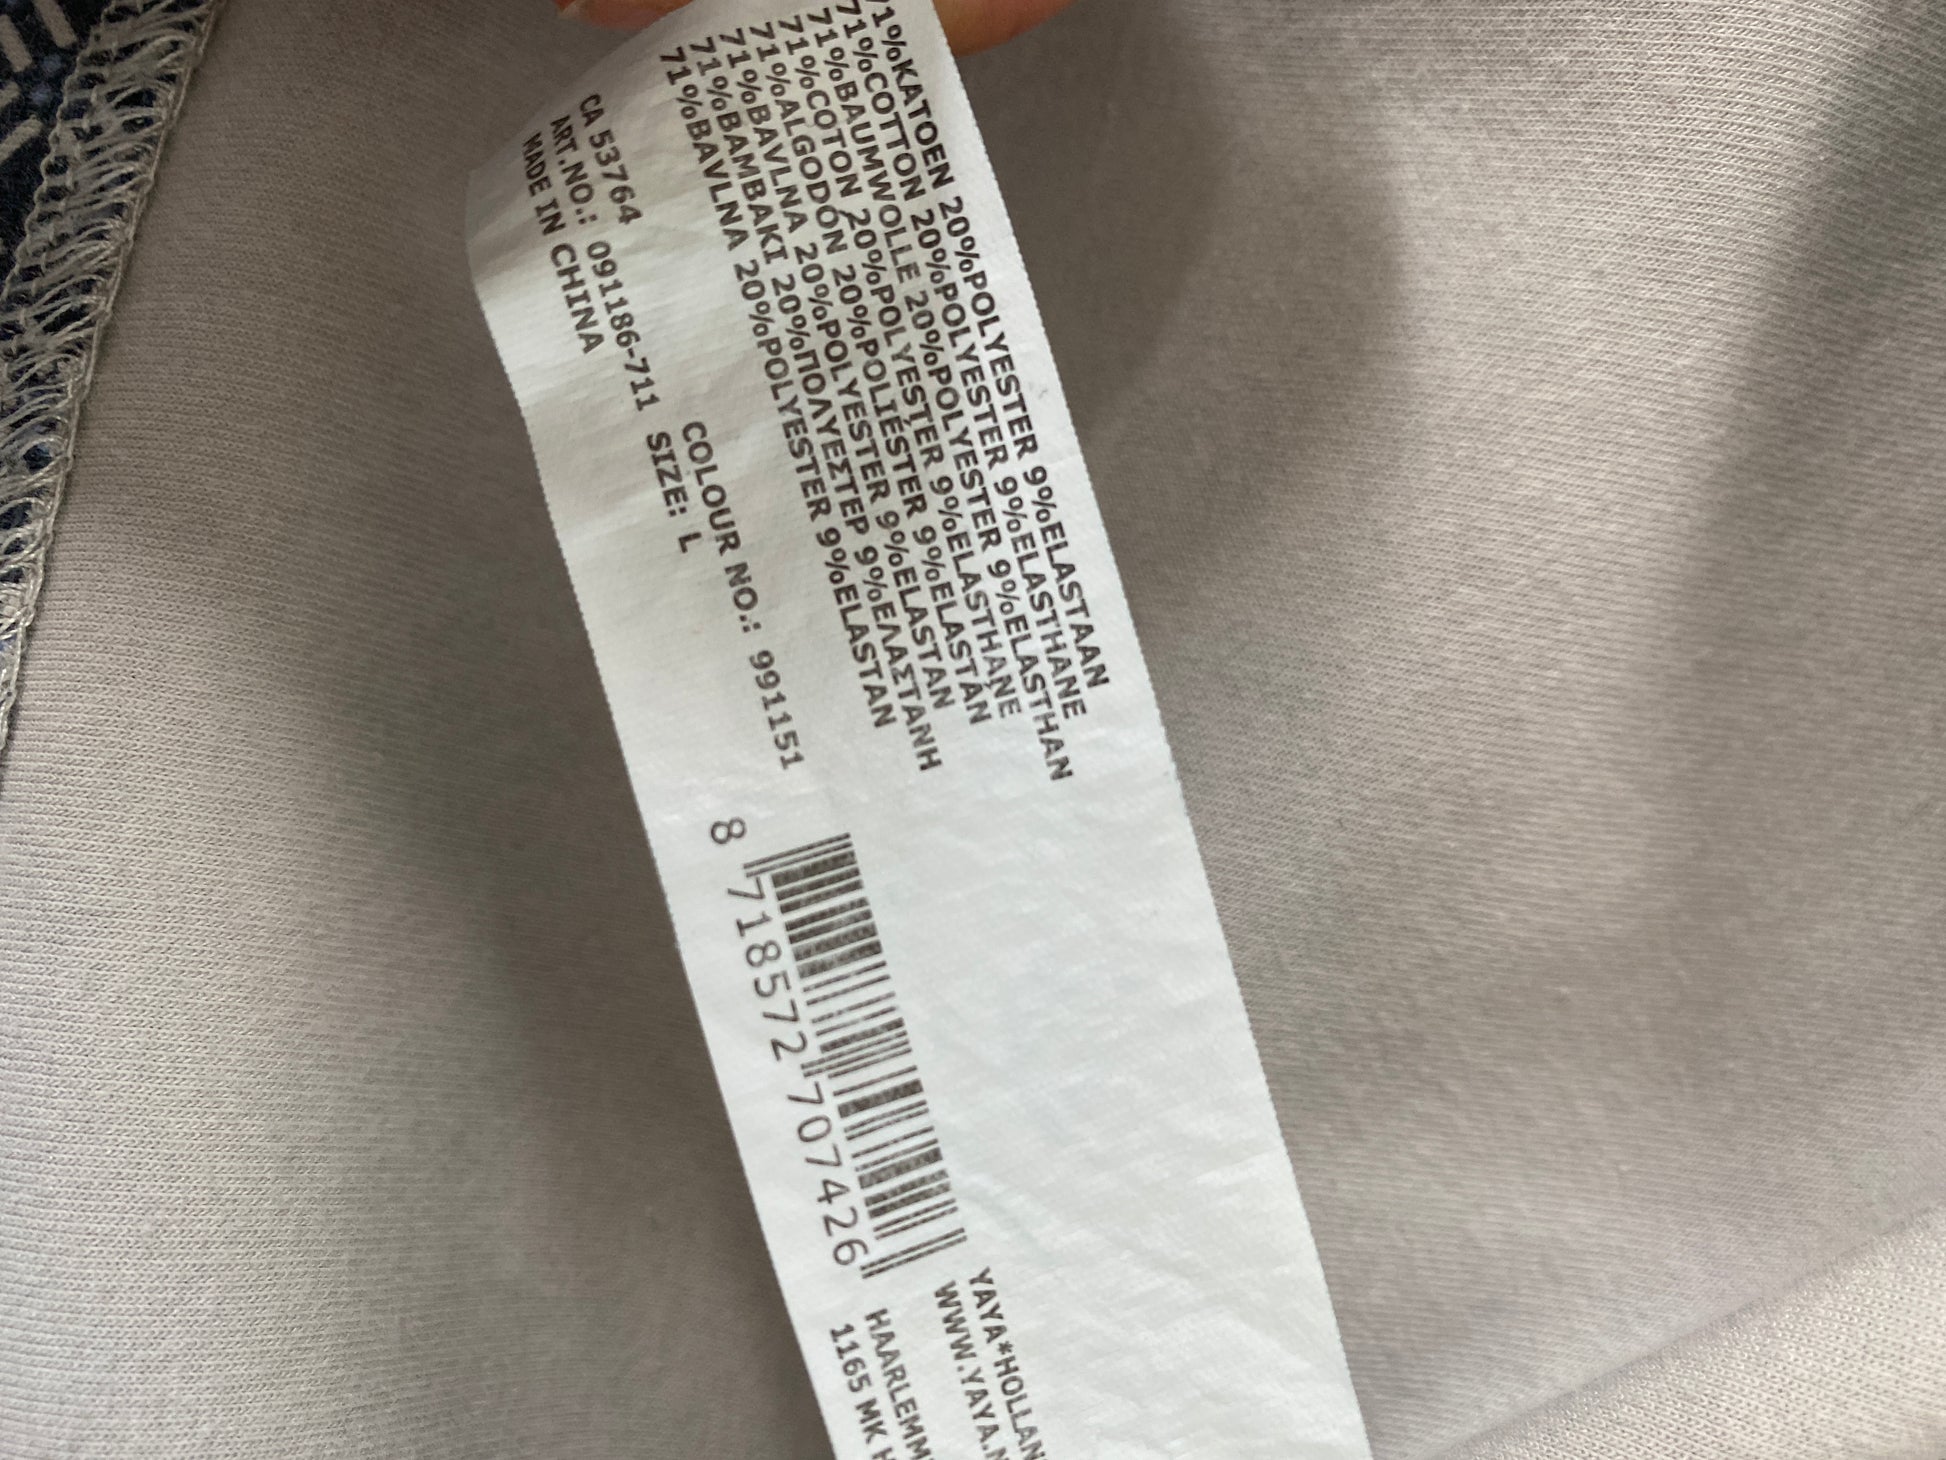 71%KATOEN 20%POLYESTER 9%ELASTAAN
71%COTTON 20%POLYESTER 9%ELASTHANE
71%BAUMWOLLE 20%POLYESTER 9%ELASTHAN
71%COTON 20%POLYESTER 9%ELASTHANE
71%ALGODÓN 20%POLIÉSTER 9%ELASTÁN
71%BAVLNA 20%POLYESTER 9%ELASTAN
71%BAMBAKI 20%ΠΟΛΥΕΣΤΕΡ 9%ΕΛΑΣΤΑΝΗ
71%BAVLNA 20%POLYESTER 9%ELASTAN
CA 53764 COLOUR NO.: 991151
ART.NO.: 091186-711 SIZE: L
MADE IN CHINA
8 718572 707426
YAYA*HOLLAN
WWW.YAYA.N
HAARLEMM
1165 MK H